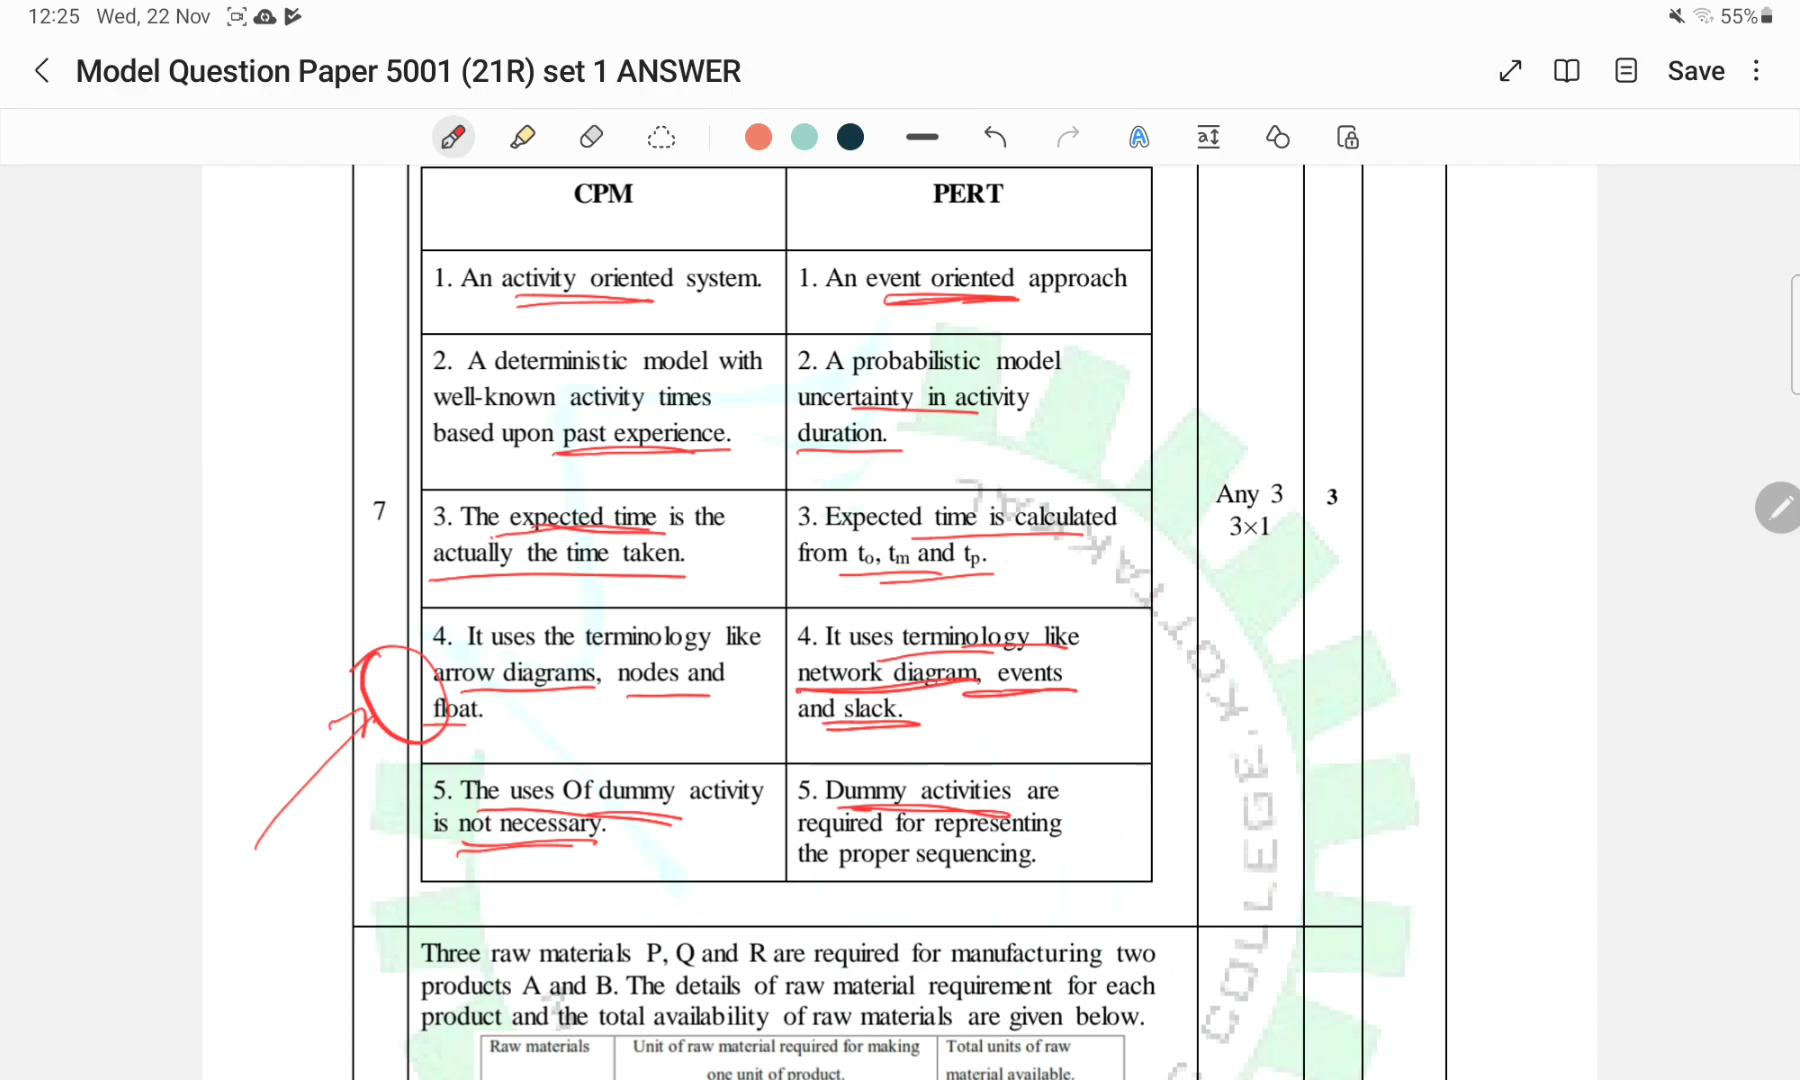 12:25 Wed, 22 Nov
55%
Model Question Paper 5001 (21R) set 1 ANSWER
Save
CPM
PERT
1. An activity oriented system.
1. An event oriented approach
2. A deterministic model with
well-known activity times
based upon past experience.
2. A probabilistic model
uncertainty in activity
duration.
7
3. The expected time is the
actually the time taken.
3. Expected time is calculated
from to, tm and tp.
Any 3
3×1
3
4. It uses the terminology like
arrow diagrams, nodes and
float.
4. It uses terminology like
network diagram, events
and slack.
5. The uses Of dummy activity
is not necessary.
5. Dummy activities are
required for representing
the proper sequencing.
Three raw materials P, Q and R are required for manufacturing two
products A and B. The details of raw material requirement for each
product and the total availability of raw materials are given below.
Raw materials
Unit of raw material required for making
one unit of product.
Total units of raw
material available.
KOTTAKKAL
COLLEGE